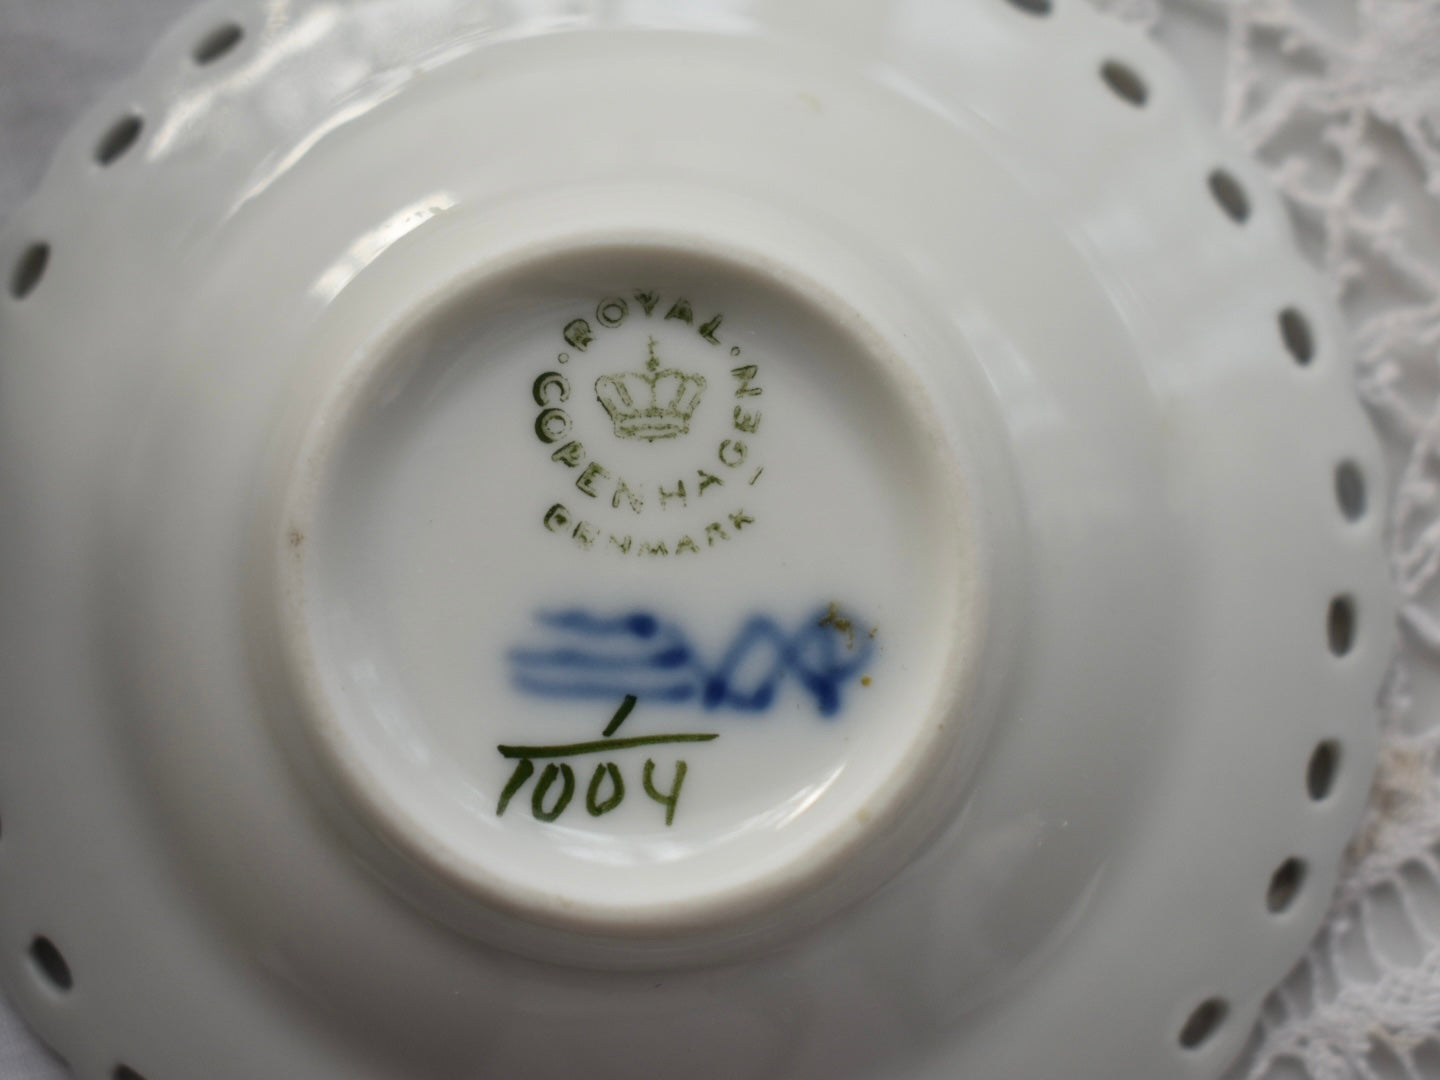 ROYAL
COPENHAGEN
DENMARK
1
1004